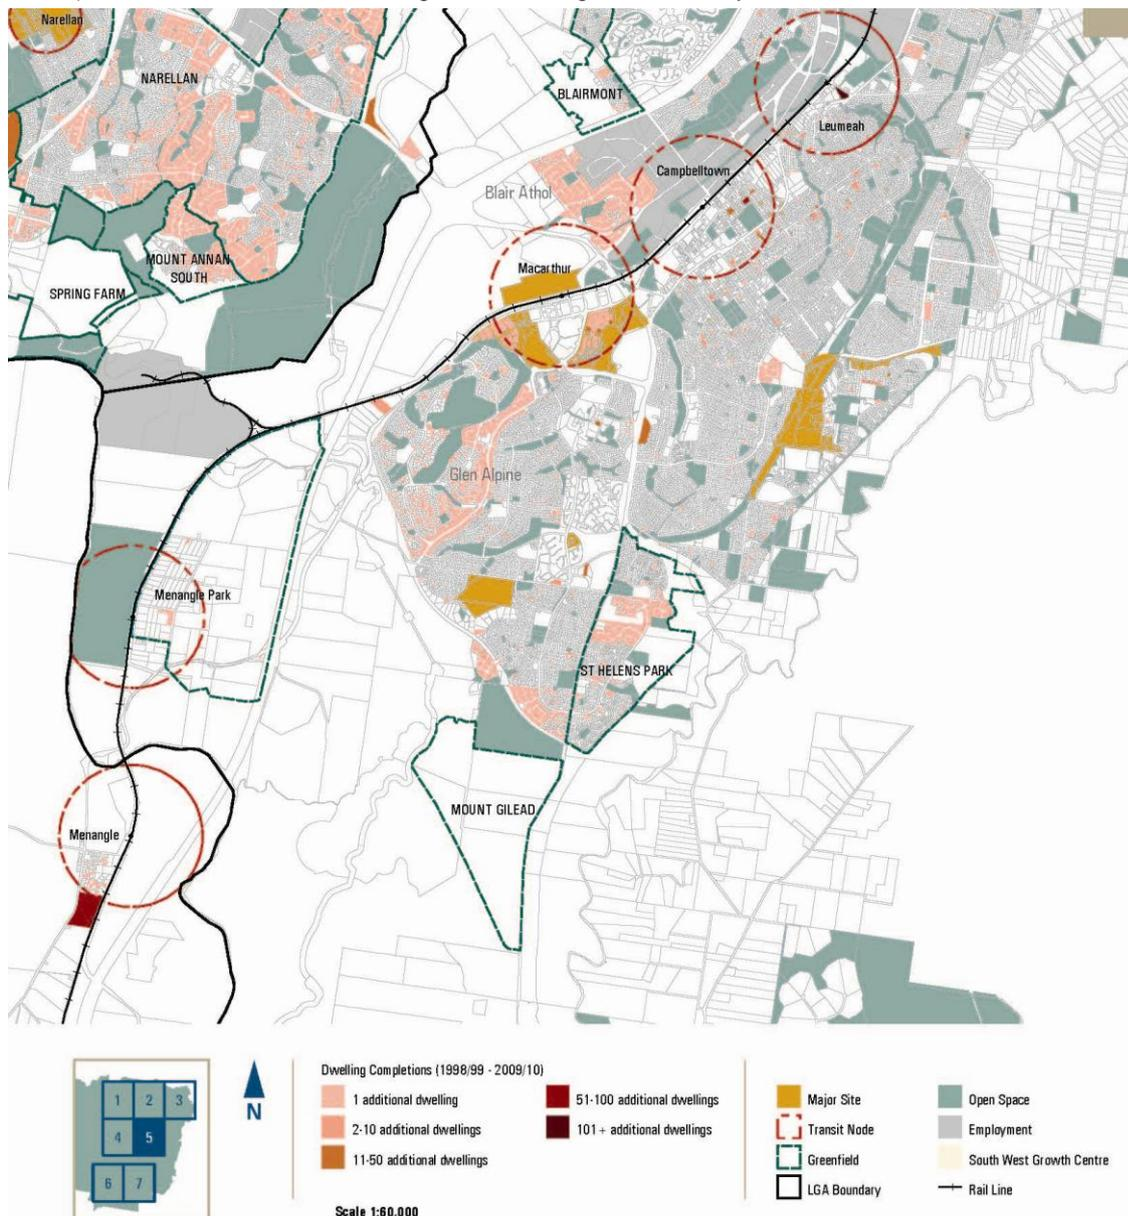 Narellan
NARELLAN
BLAIRMONT
Leumeah
Campbelltown
Blair Athol
MOUNT ANNAN
SOUTH
Macarthur
SPRING FARM
Glen Alpine
Menangle Park
ST HELENS PARK
MOUNT GILEAD
Menangle
1
2
3
4
5
6
7
N
Dwelling Completions (1998/99 - 2009/10)
1 additional dwelling
2-10 additional dwellings
11-50 additional dwellings
51-100 additional dwellings
101+ additional dwellings
Scale 1:60,000
Major Site
Transit Node
Greenfield
LGA Boundary
Open Space
Employment
South West Growth Centre
Rail Line